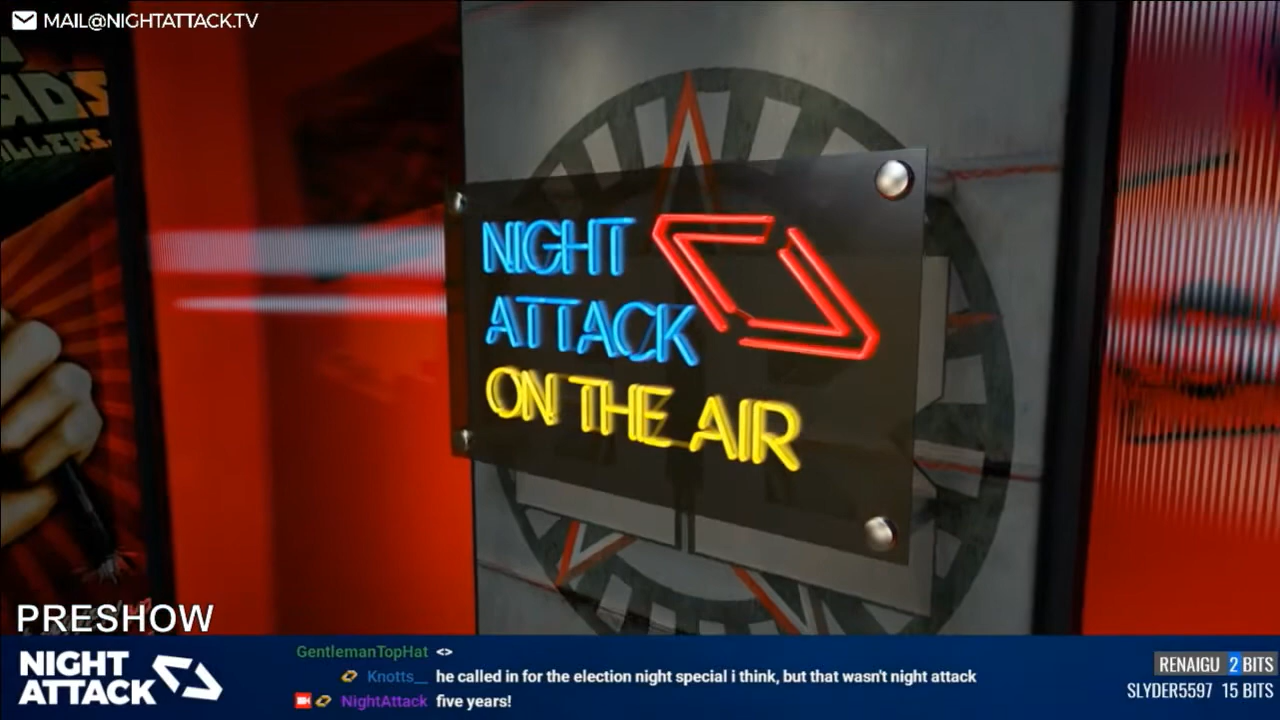 MAIL@NIGHTATTACK.TV
NIGHT
ATTACK
ON THE AIR
PRESHOW
NIGHT
ATTACK
GentlemanTopHat <>
Knotts__ he called in for the election night special i think, but that wasn't night attack
NightAttack five years!
RENAIGU 2 BITS
SLYDER5597 15 BITS